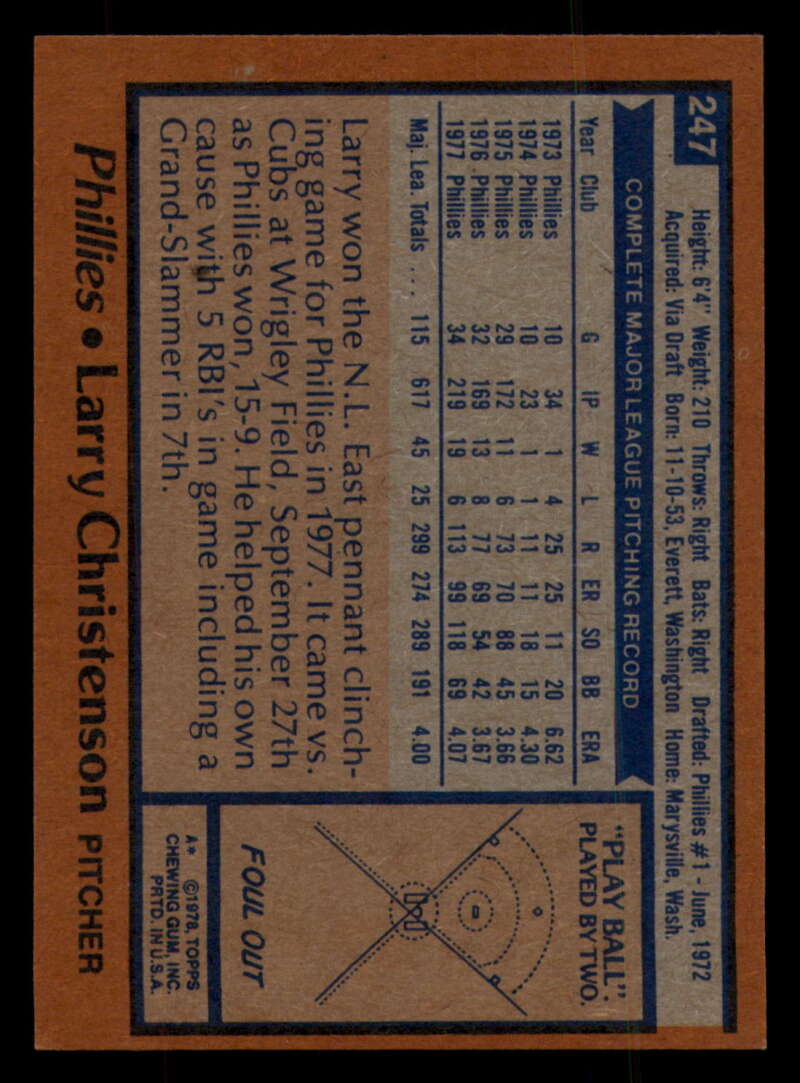 247
Height: 6'4" Weight: 210 Throws: Right Bats: Right Drafted: Phillies #1 - June, 1972
Acquired: Via Draft Born: 11-10-53, Everett, Washington Home: Marysville, Wash.
COMPLETE MAJOR LEAGUE PITCHING RECORD
Year Club G IP W L R ER SO BB ERA
1973 Phillies 10 34 1 4 25 25 11 20 6.62
1974 Phillies 10 23 1 1 11 11 18 15 4.30
1975 Phillies 29 172 11 6 73 70 88 45 3.66
1976 Phillies 32 169 13 8 77 69 54 42 3.67
1977 Phillies 34 219 19 6 113 99 118 69 4.07
Maj. Lea. Totals ... 115 617 45 25 299 274 289 191 4.00
Larry won the N.L. East pennant clinch-
ing game for Phillies in 1977. It came vs.
Cubs at Wrigley Field, September 27th
as Phillies won, 15-9. He helped his own
cause with 5 RBI's in game including a
Grand-Slammer in 7th.
"PLAY BALL":
PLAYED BY TWO.
FOUL OUT
A* ©1978, TOPPS
CHEWING GUM, INC.
PRTD. IN U.S.A.
Phillies • Larry Christenson PITCHER